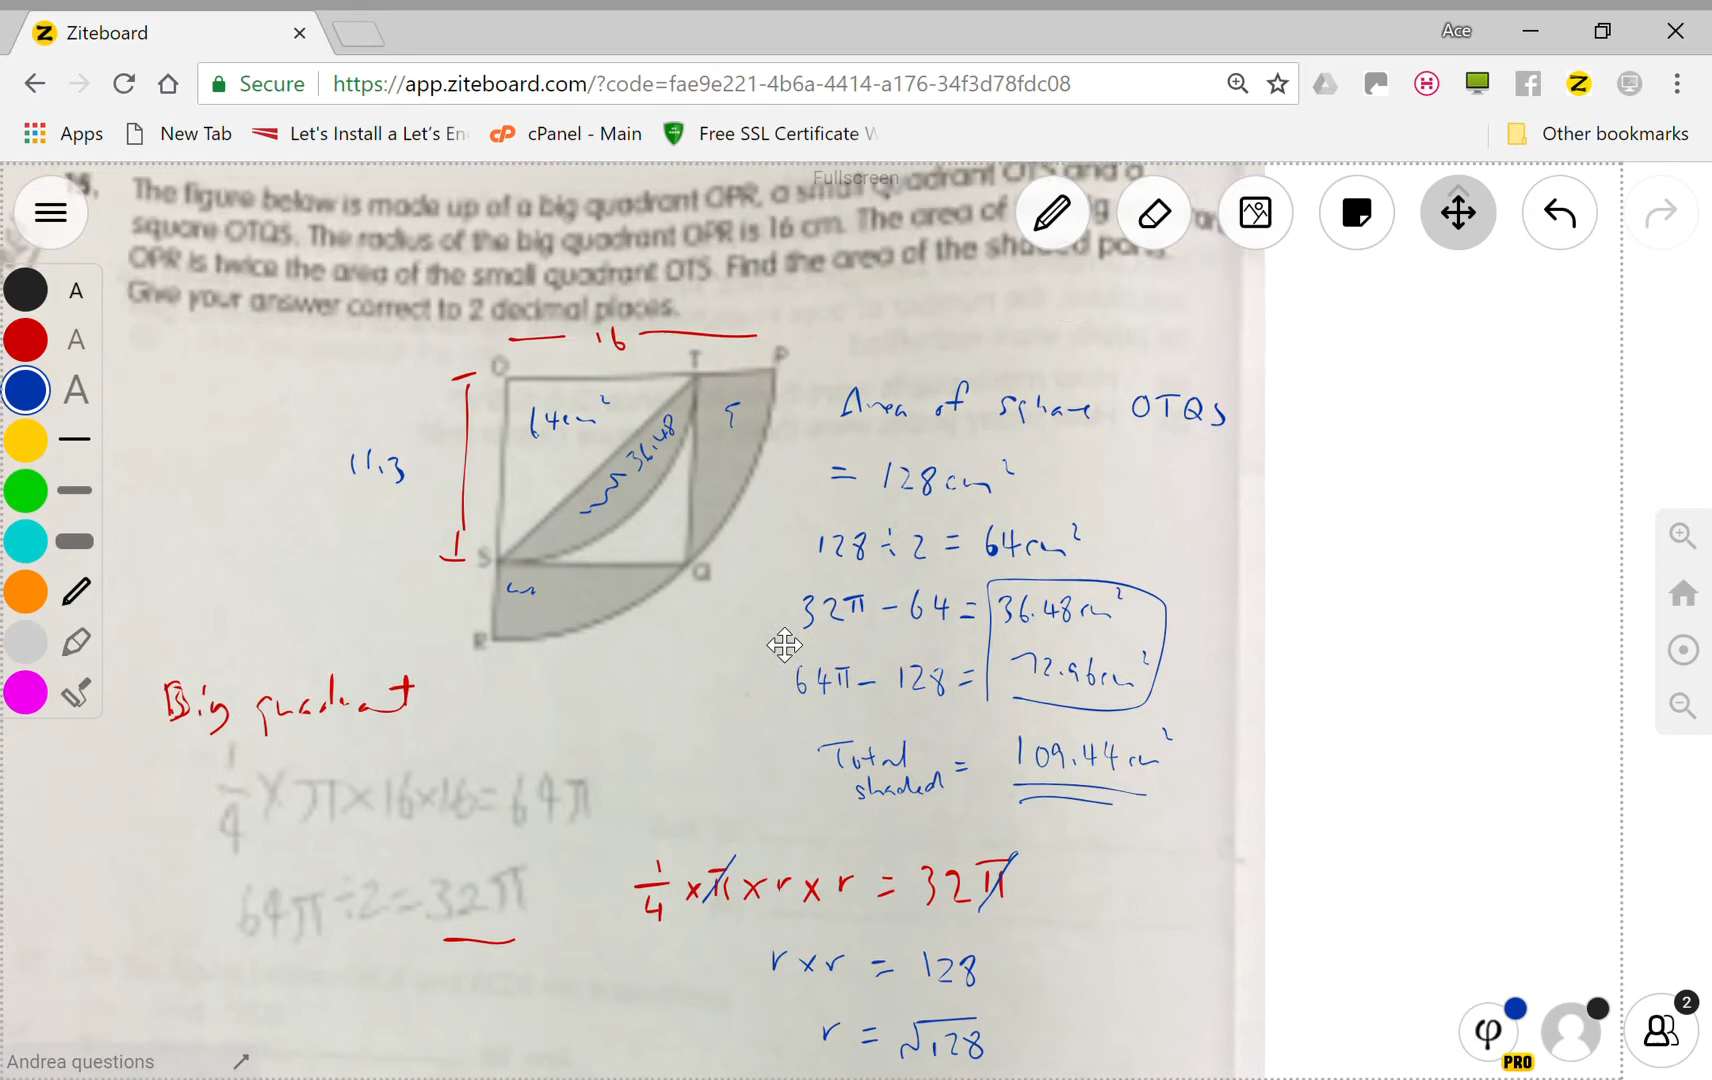 Ziteboard
Ace
Secure
https://app.ziteboard.com/?code=fae9e221-4b6a-4414-a176-34f3d78fdc08
Apps
New Tab
Let's Install a Let's En
cPanel - Main
Free SSL Certificate W
Other bookmarks
Fullscreen
The figure below is made up of a big quadrant OPR, a small quadrant OTS and a
square OTQS. The radius of the big quadrant OPR is 16 cm. The area of
OPR is twice the area of the small quadrant OTS. Find the area of the shaded part
Give your answer correct to 2 decimal places.
A
A
A
16
O T P
64cm²
36.48
11.3
S
Q
R
Area of square OTQS
= 128cm²
128 ÷ 2 = 64cm²
32π - 64 = 36.48cm²
64π - 128 = 72.96cm²
Total shaded = 109.44cm²
Big quadrant
1/4 × π × 16 × 16 = 64π
64π ÷ 2 = 32π
1/4 × π × r × r = 32π
r × r = 128
r = √128
Andrea questions
φ
PRO
2